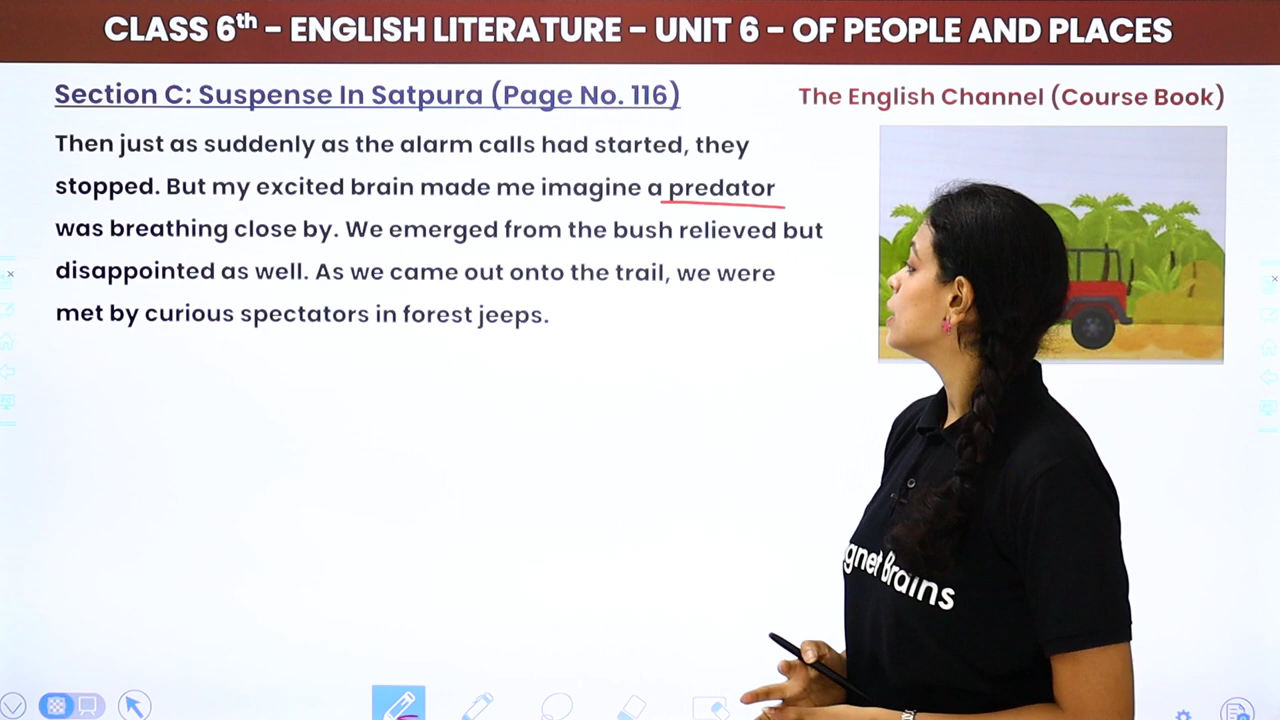 CLASS 6th - ENGLISH LITERATURE - UNIT 6 - OF PEOPLE AND PLACES
Section C: Suspense In Satpura (Page No. 116)
The English Channel (Course Book)
Then just as suddenly as the alarm calls had started, they
stopped. But my excited brain made me imagine a predator
was breathing close by. We emerged from the bush relieved but
disappointed as well. As we came out onto the trail, we were
met by curious spectators in forest jeeps.
gnet Brains